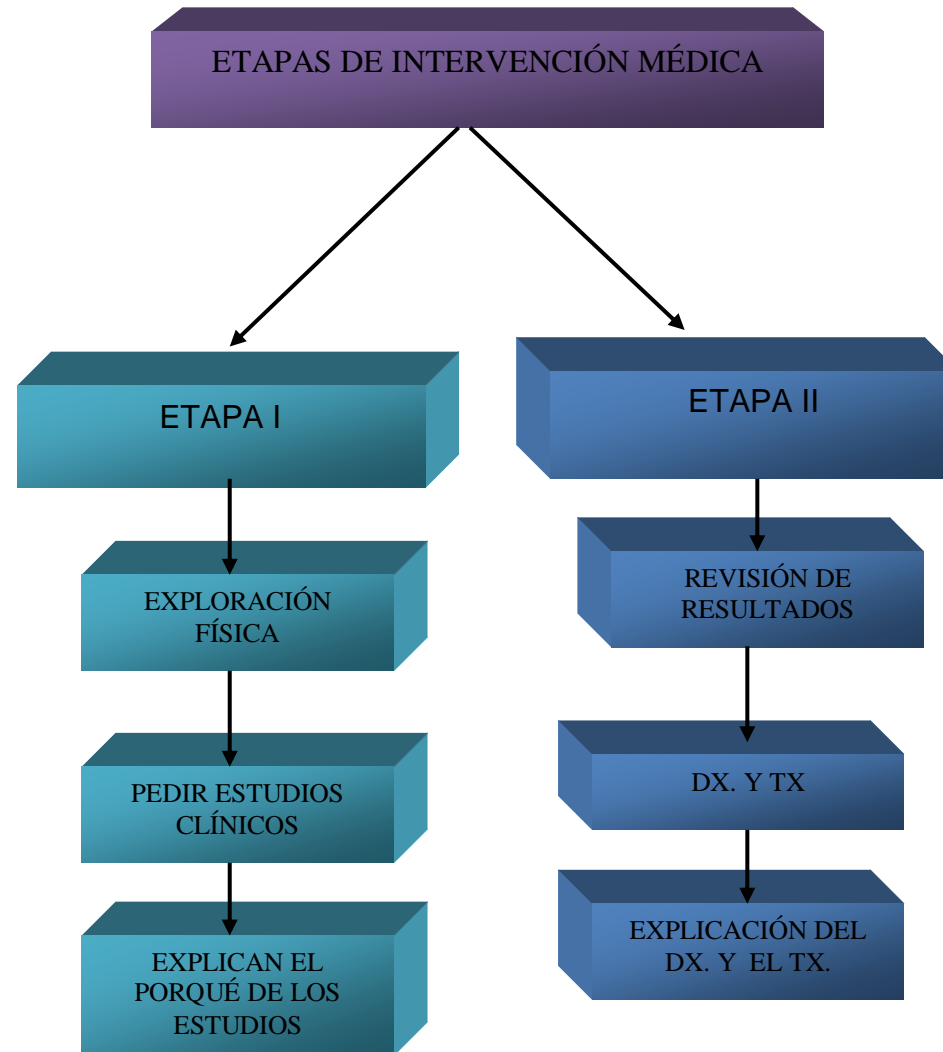 ETAPAS DE INTERVENCIÓN MÉDICA
ETAPA I
EXPLORACIÓN
FÍSICA
PEDIR ESTUDIOS
CLÍNICOS
EXPLICAN EL
PORQUÉ DE LOS
ESTUDIOS
ETAPA II
REVISIÓN DE
RESULTADOS
DX. Y TX
EXPLICACIÓN DEL
DX. Y EL TX.